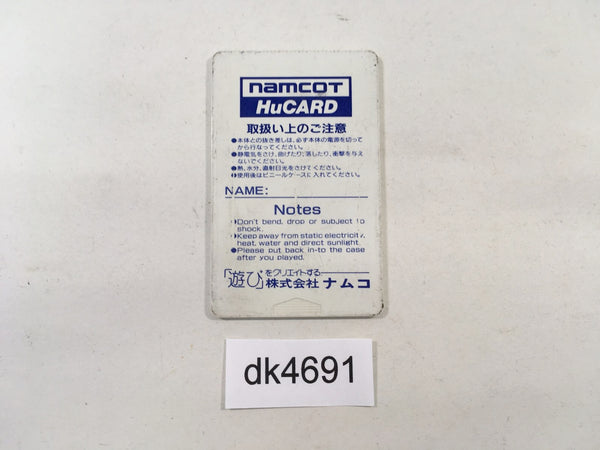 namcot
HuCARD
取扱い上のご注意
●本体との抜き差しは、必ず本体の電源を切って
から行なってください。
●静電気をさけ、曲げたり、落したり、衝撃を与え
ないでください。
●熱、水分、直射日光をさけてください。
●使用後はビニールケースに入れてください。
NAME:
Notes
●Don't bend, drop or subject to
shock.
●Keep away from static electricity,
heat, water and direct sunlight.
●Please put back in-to the case
after you played.
「遊び」をクリエイトする
株式会社 ナムコ
dk4691